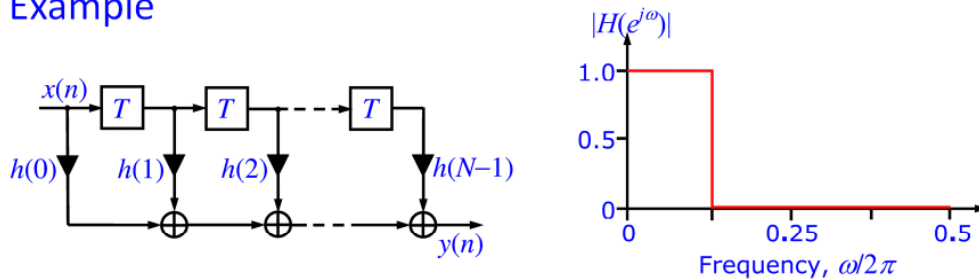 Example
x(n)
T
T
T
h(0)
h(1)
h(2)
h(N−1)
y(n)
|H(e^{jω})|
1.0
0.5
0
0
0.25
0.5
Frequency, ω/2π